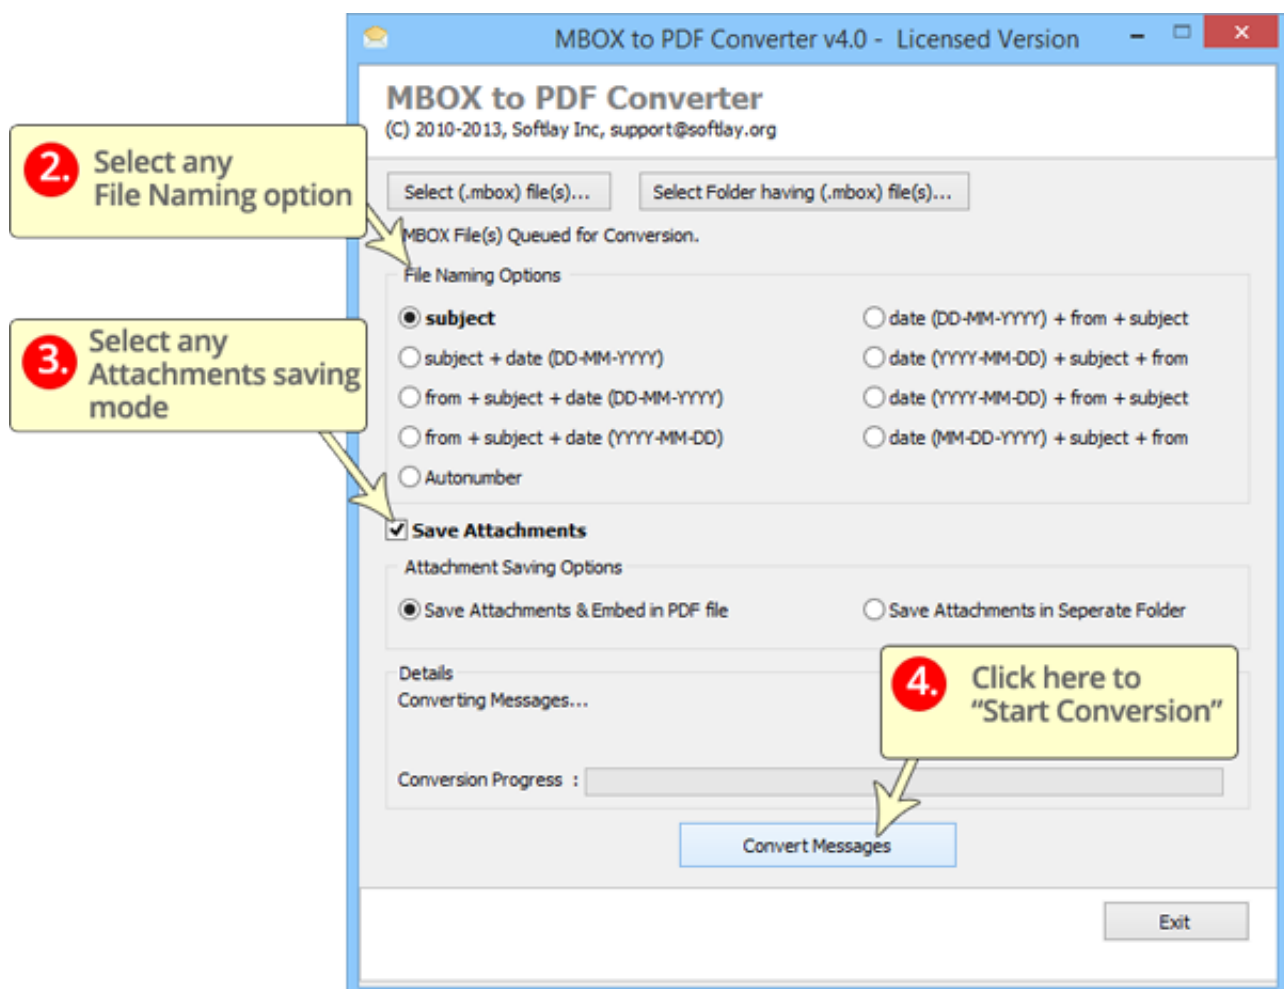 MBOX to PDF Converter v4.0 - Licensed Version
MBOX to PDF Converter
(C) 2010-2013, Softlay Inc, support@softlay.org
2. Select any
File Naming option
Select (.mbox) file(s)...
Select Folder having (.mbox) file(s)...
MBOX File(s) Queued for Conversion.
File Naming Options
subject
date (DD-MM-YYYY) + from + subject
subject + date (DD-MM-YYYY)
date (YYYY-MM-DD) + subject + from
from + subject + date (DD-MM-YYYY)
date (YYYY-MM-DD) + from + subject
from + subject + date (YYYY-MM-DD)
date (MM-DD-YYYY) + subject + from
Autonumber
3. Select any
Attachments saving
mode
Save Attachments
Attachment Saving Options
Save Attachments & Embed in PDF file
Save Attachments in Seperate Folder
Details
Converting Messages...
4. Click here to
“Start Conversion”
Conversion Progress :
Convert Messages
Exit